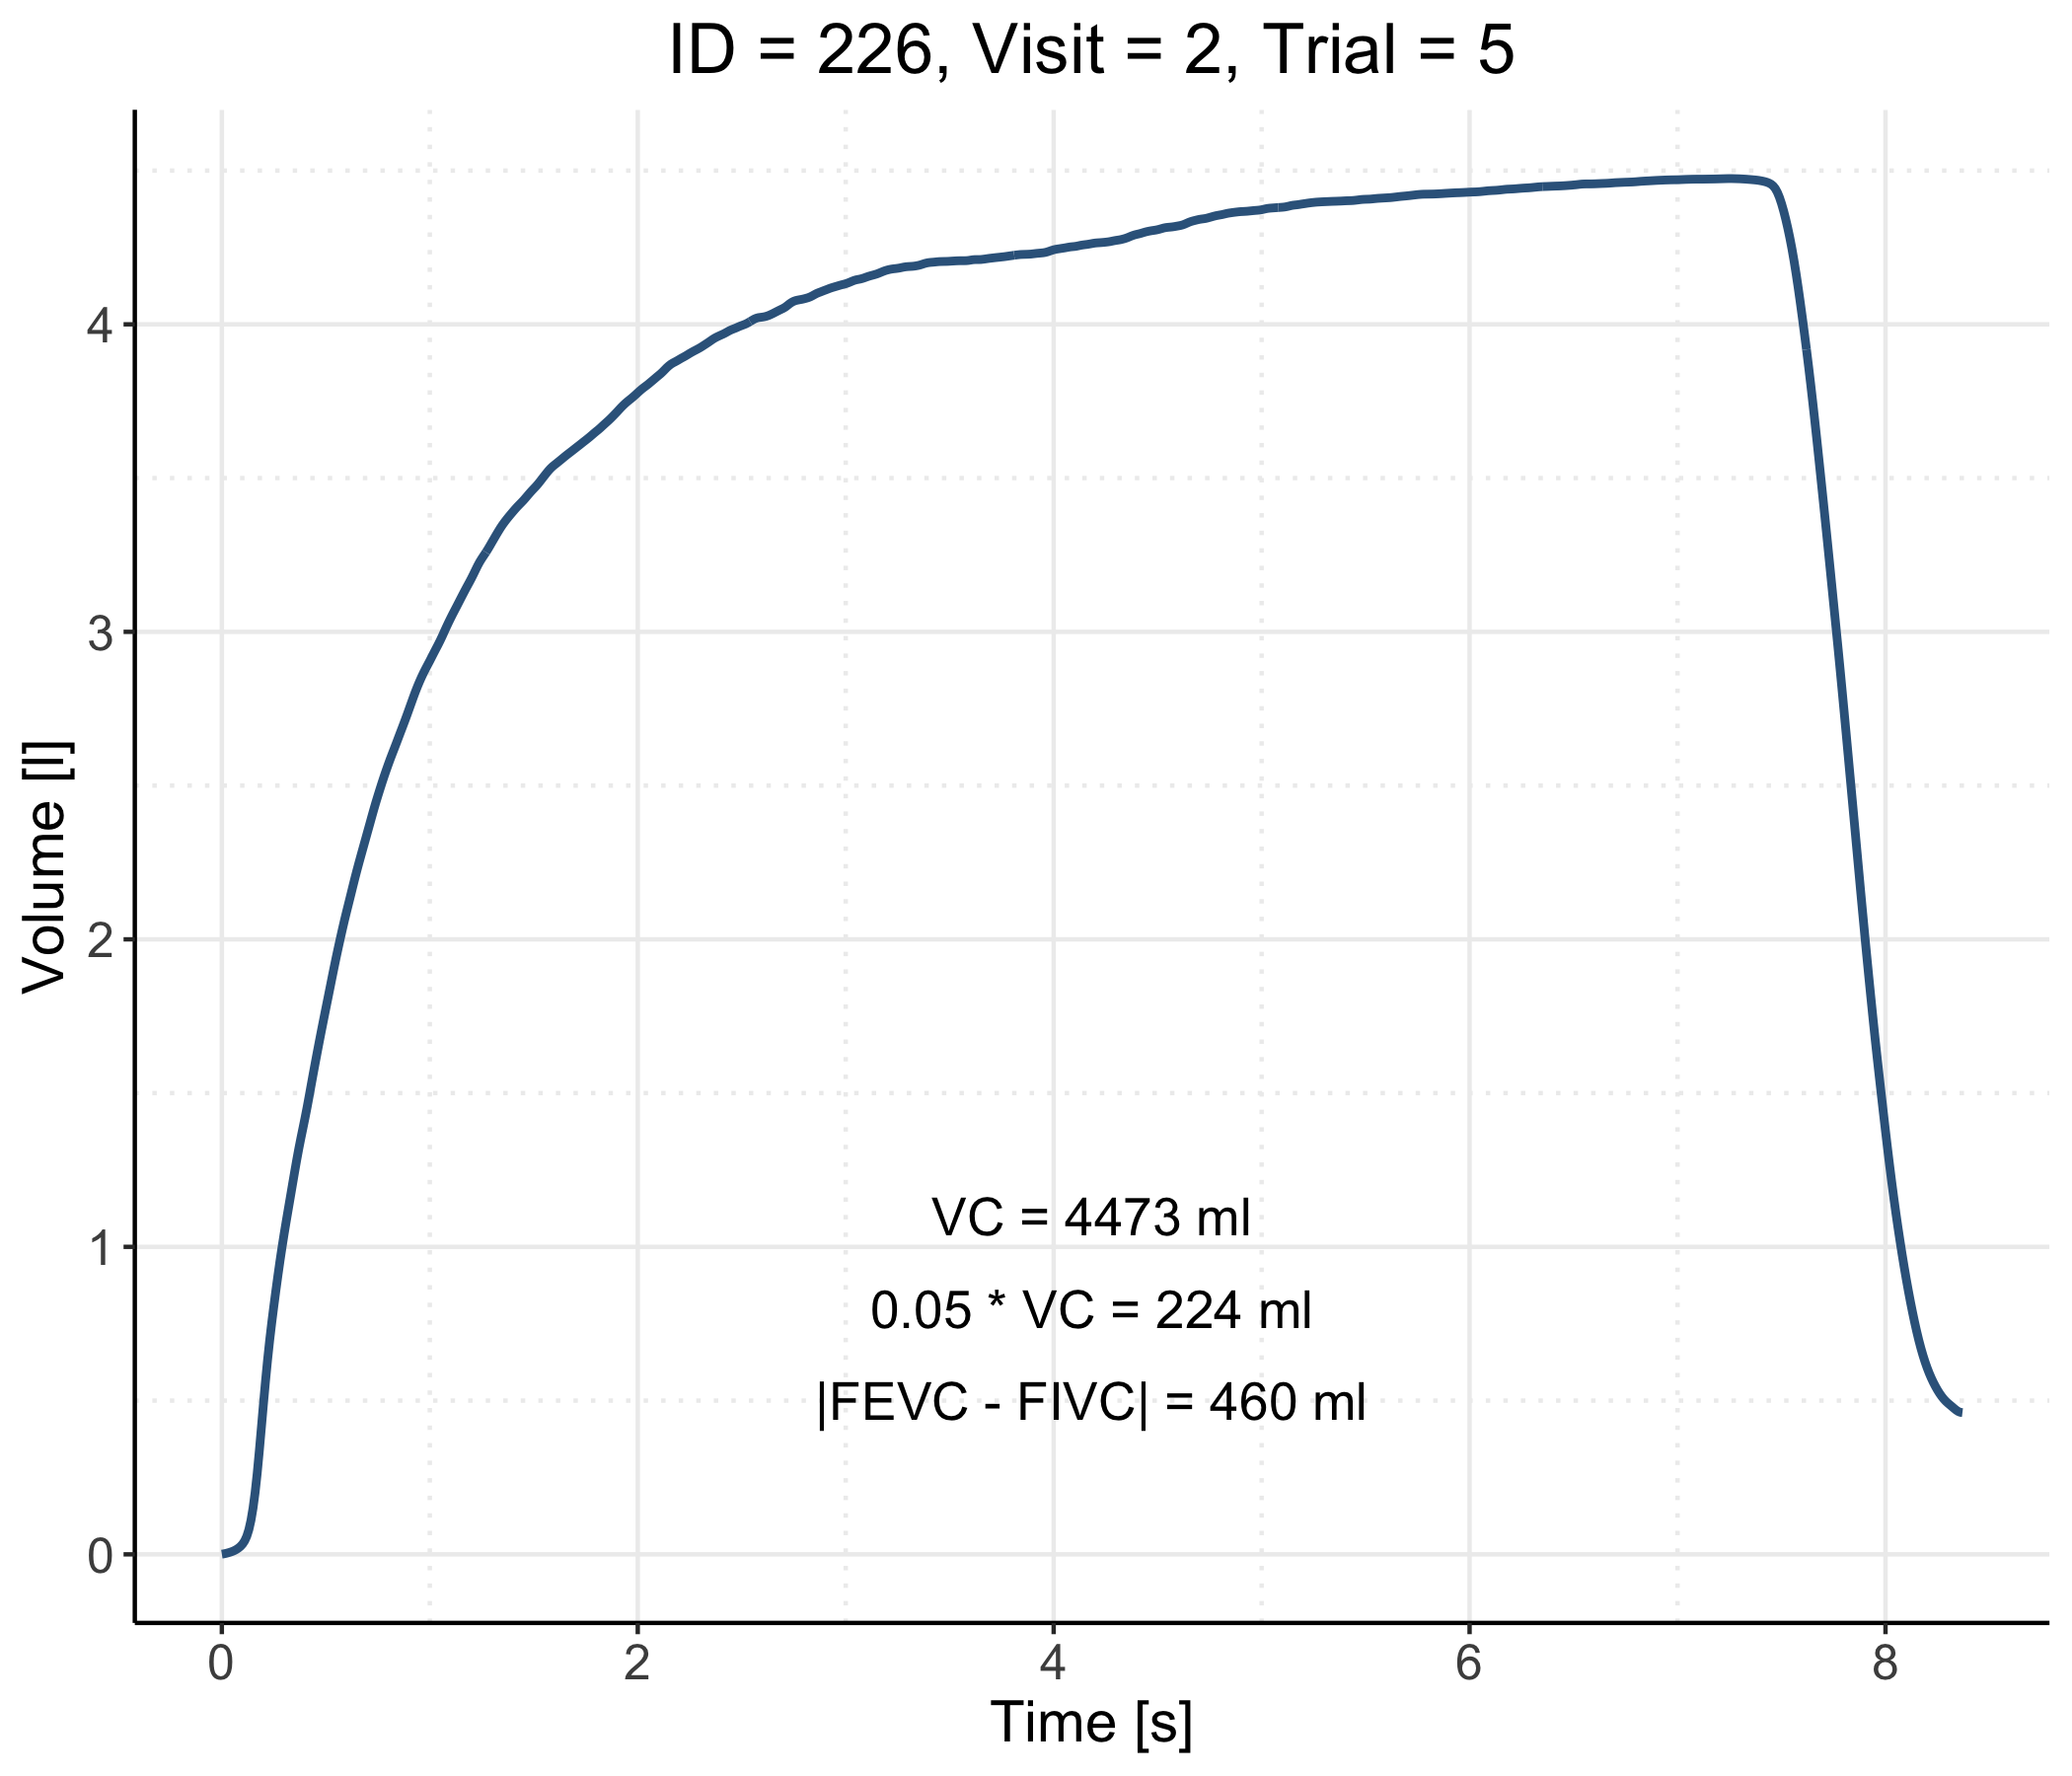 ID = 226, Visit = 2, Trial = 5
Volume [l]
4
3
2
1
0
VC = 4473 ml
0.05 * VC = 224 ml
|FEVC - FIVC| = 460 ml
0 2 4 6 8
Time [s]